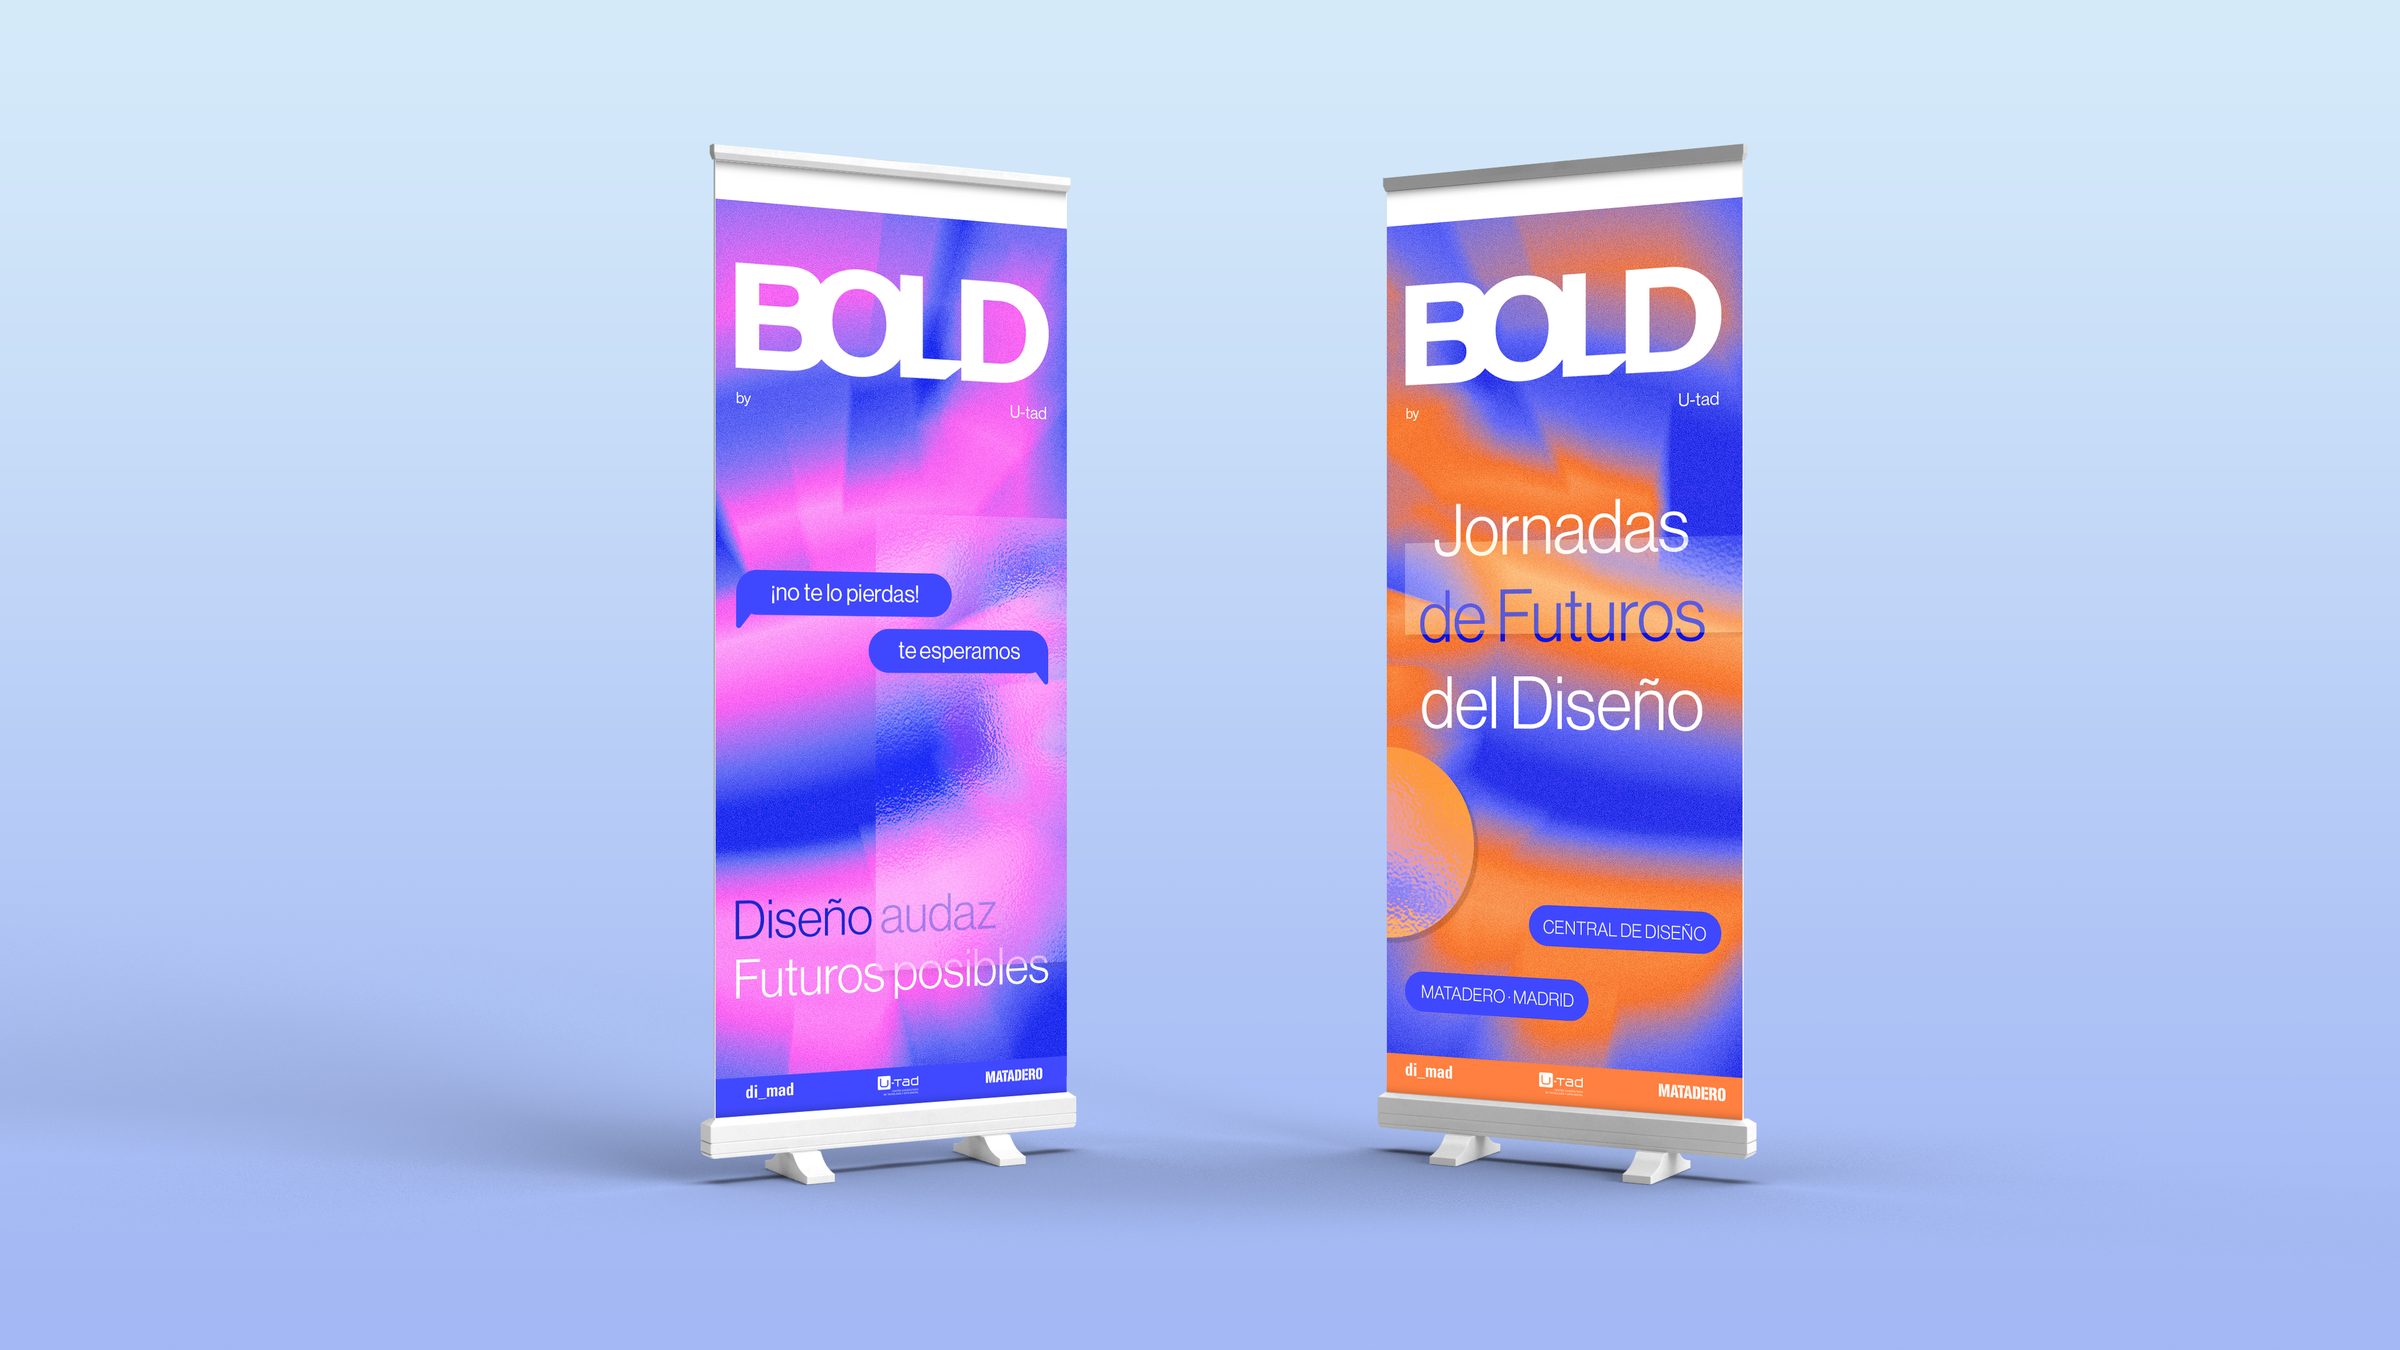 BOLD
by U-tad
¡no te lo pierdas!
te esperamos
Diseño audaz
Futuros posibles
di_mad U-tad MATADERO
BOLD
by U-tad
Jornadas
de Futuros
del Diseño
CENTRAL DE DISEÑO
MATADERO · MADRID
di_mad U-tad MATADERO